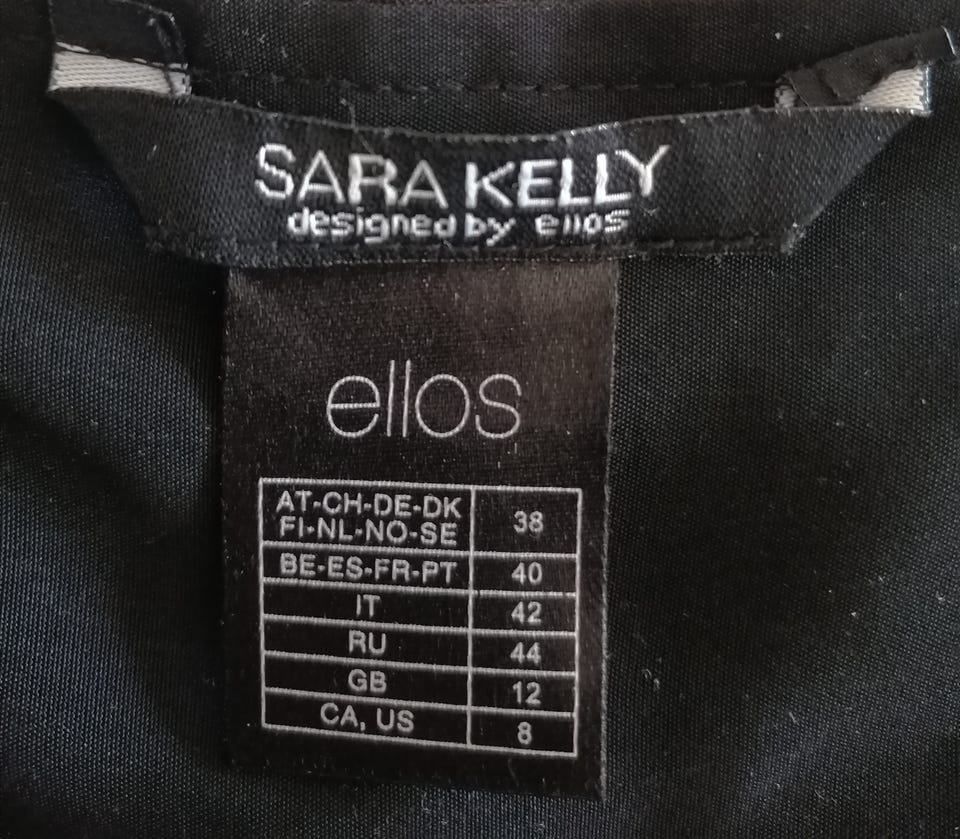 SARA KELLY
designed by ellos
ellos
AT-CH-DE-DK
FI-NL-NO-SE 38
BE-ES-FR-PT 40
IT 42
RU 44
GB 12
CA, US 8